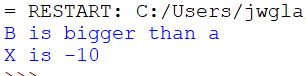 = RESTART: C:/Users/jwgla
B is bigger than a
X is -10